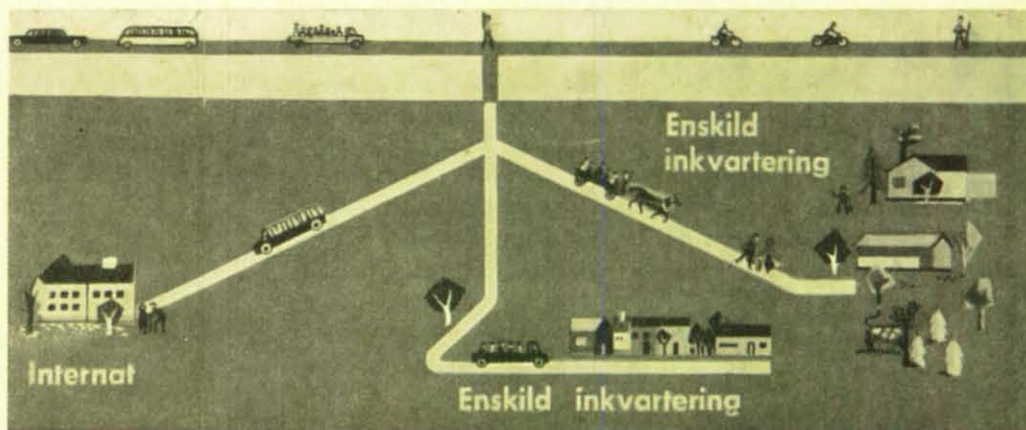 Enskild
inkvartering
Internat
Enskild inkvartering